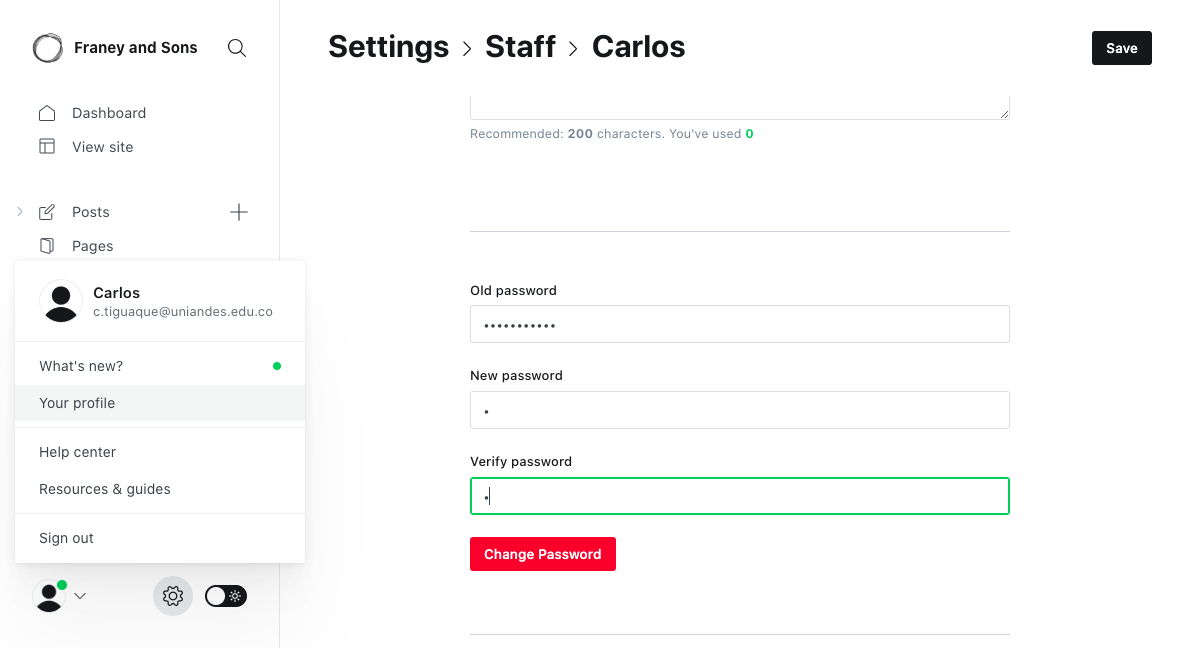 Franey and Sons
Settings › Staff › Carlos
Save
Dashboard
View site
Posts
Pages
Carlos
c.tiguaque@uniandes.edu.co
What's new?
Your profile
Help center
Resources & guides
Sign out
Recommended: 200 characters. You've used 0
Old password
•••••••••••
New password
•
Verify password
•
Change Password